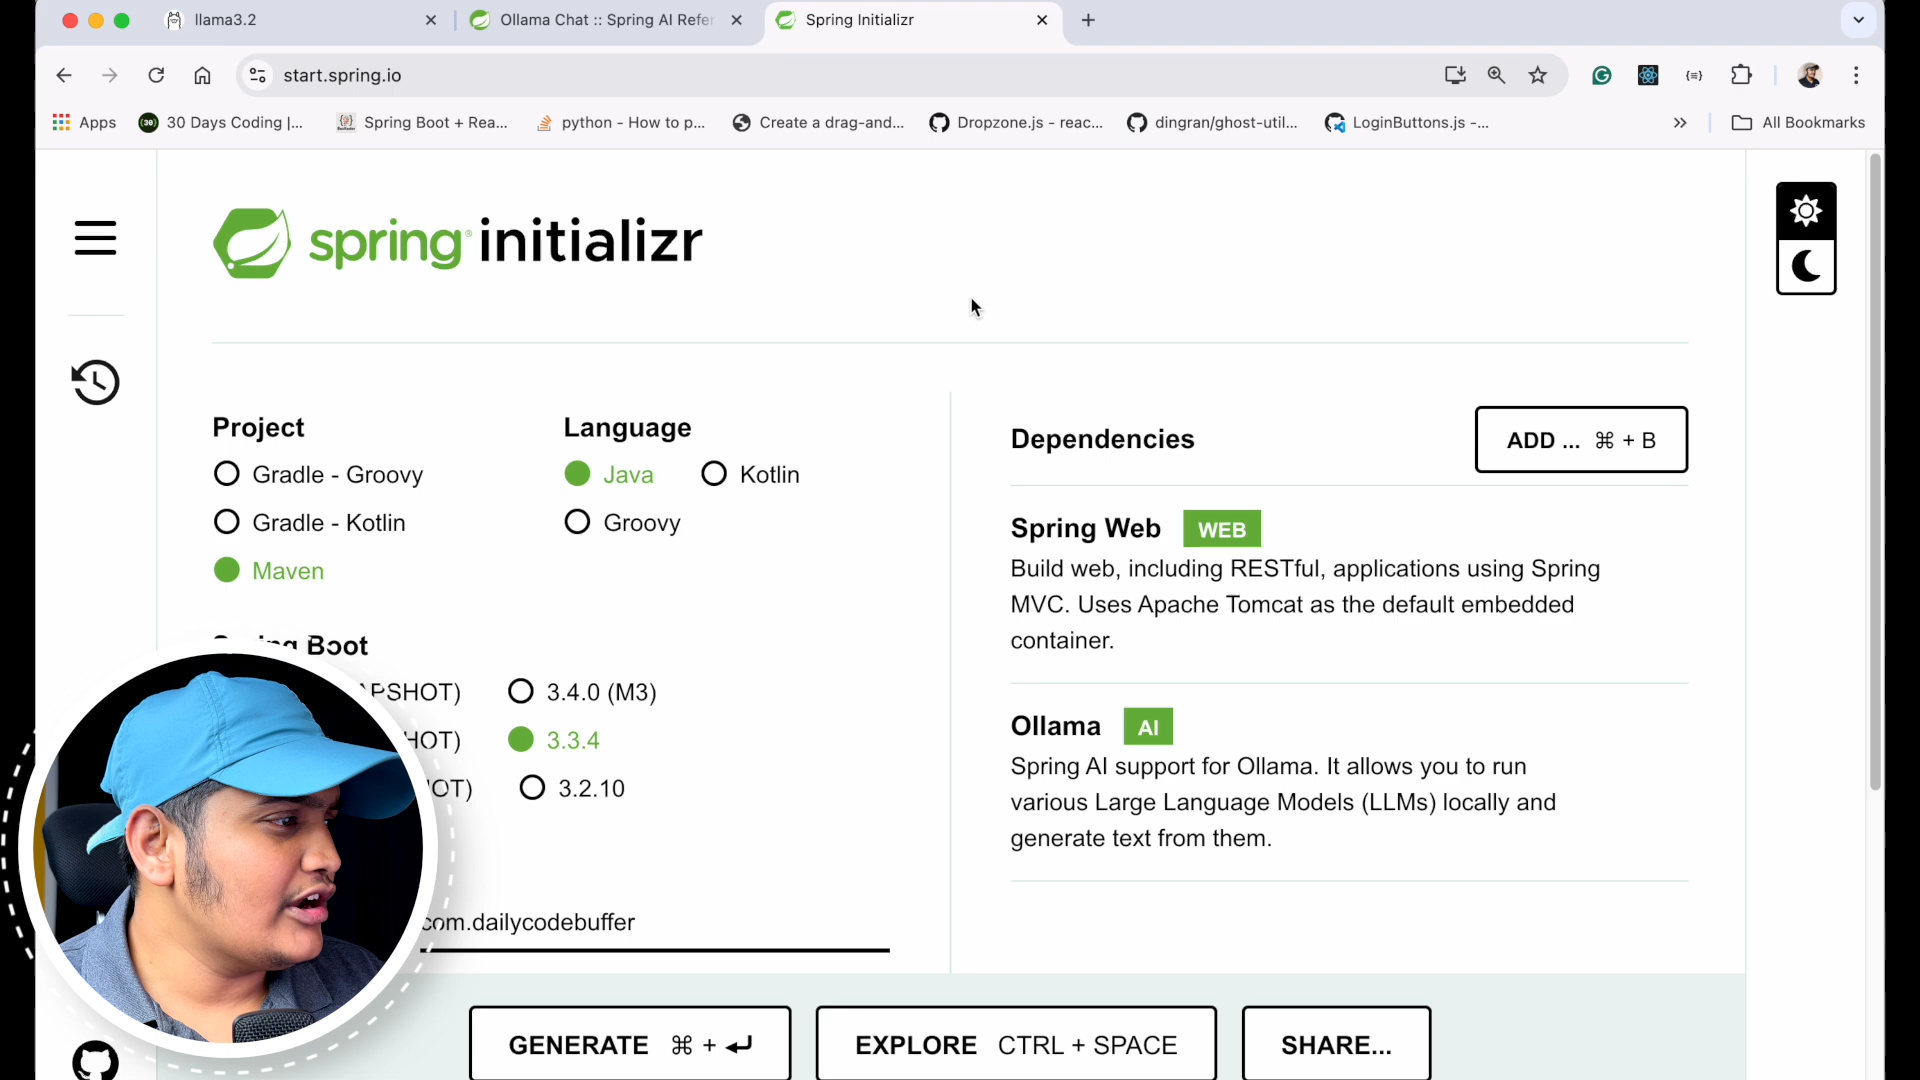 llama3.2
Ollama Chat :: Spring AI Refer
Spring Initializr
start.spring.io
Apps
30 Days Coding |...
Spring Boot + Rea...
python - How to p...
Create a drag-and...
Dropzone.js - reac...
dingran/ghost-util...
LoginButtons.js -...
All Bookmarks
spring initializr
Project
Gradle - Groovy
Gradle - Kotlin
Maven
Language
Java
Kotlin
Groovy
Boot
3.4.0 (M3)
3.3.4
3.2.10
com.dailycodebuffer
Dependencies
ADD ... ⌘ + B
Spring Web WEB
Build web, including RESTful, applications using Spring
MVC. Uses Apache Tomcat as the default embedded
container.
Ollama AI
Spring AI support for Ollama. It allows you to run
various Large Language Models (LLMs) locally and
generate text from them.
GENERATE ⌘ + ⏎
EXPLORE CTRL + SPACE
SHARE...